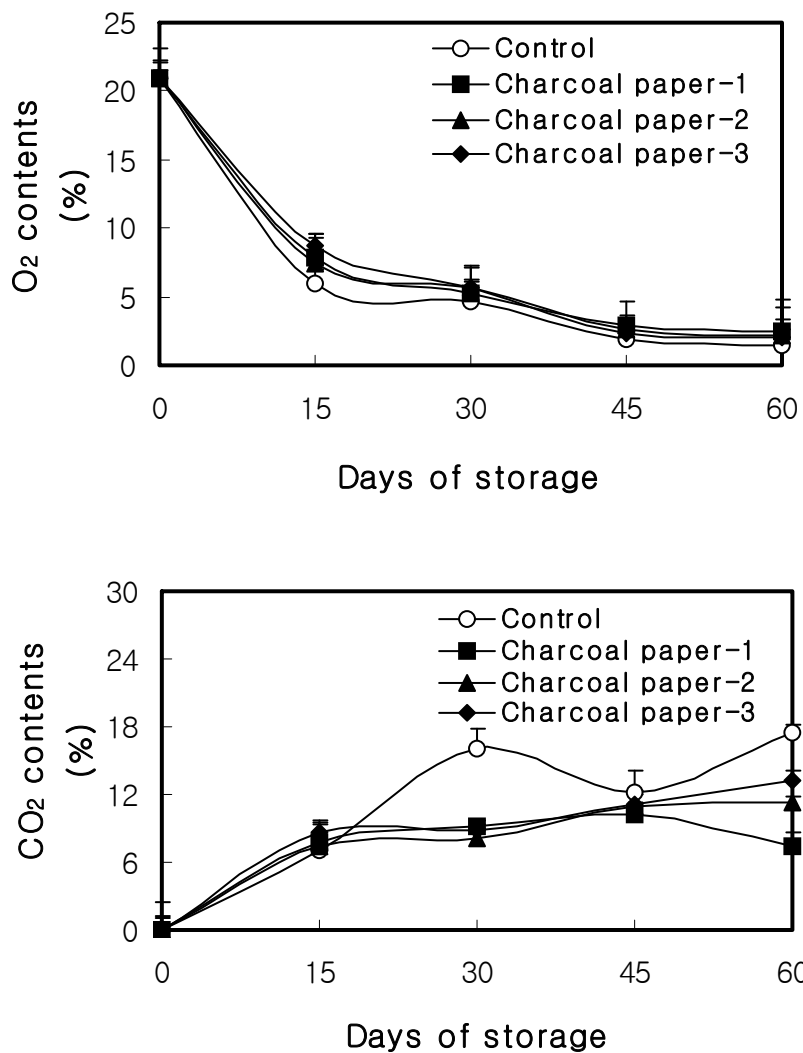 25
20
15
10
5
0
O2 contents
(%)
Control
Charcoal paper-1
Charcoal paper-2
Charcoal paper-3
0 15 30 45 60
Days of storage
30
24
18
12
6
0
CO2 contents
(%)
Control
Charcoal paper-1
Charcoal paper-2
Charcoal paper-3
0 15 30 45 60
Days of storage